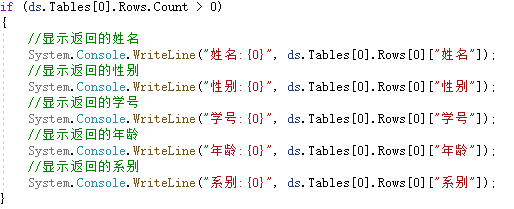 if (ds.Tables[0].Rows.Count > 0)
{
//显示返回的姓名
System.Console.WriteLine("姓名:{0}", ds.Tables[0].Rows[0]["姓名"]);
//显示返回的性别
System.Console.WriteLine("性别:{0}", ds.Tables[0].Rows[0]["性别"]);
//显示返回的学号
System.Console.WriteLine("学号:{0}", ds.Tables[0].Rows[0]["学号"]);
//显示返回的年龄
System.Console.WriteLine("年龄:{0}", ds.Tables[0].Rows[0]["年龄"]);
//显示返回的系别
System.Console.WriteLine("系别:{0}", ds.Tables[0].Rows[0]["系别"]);
}